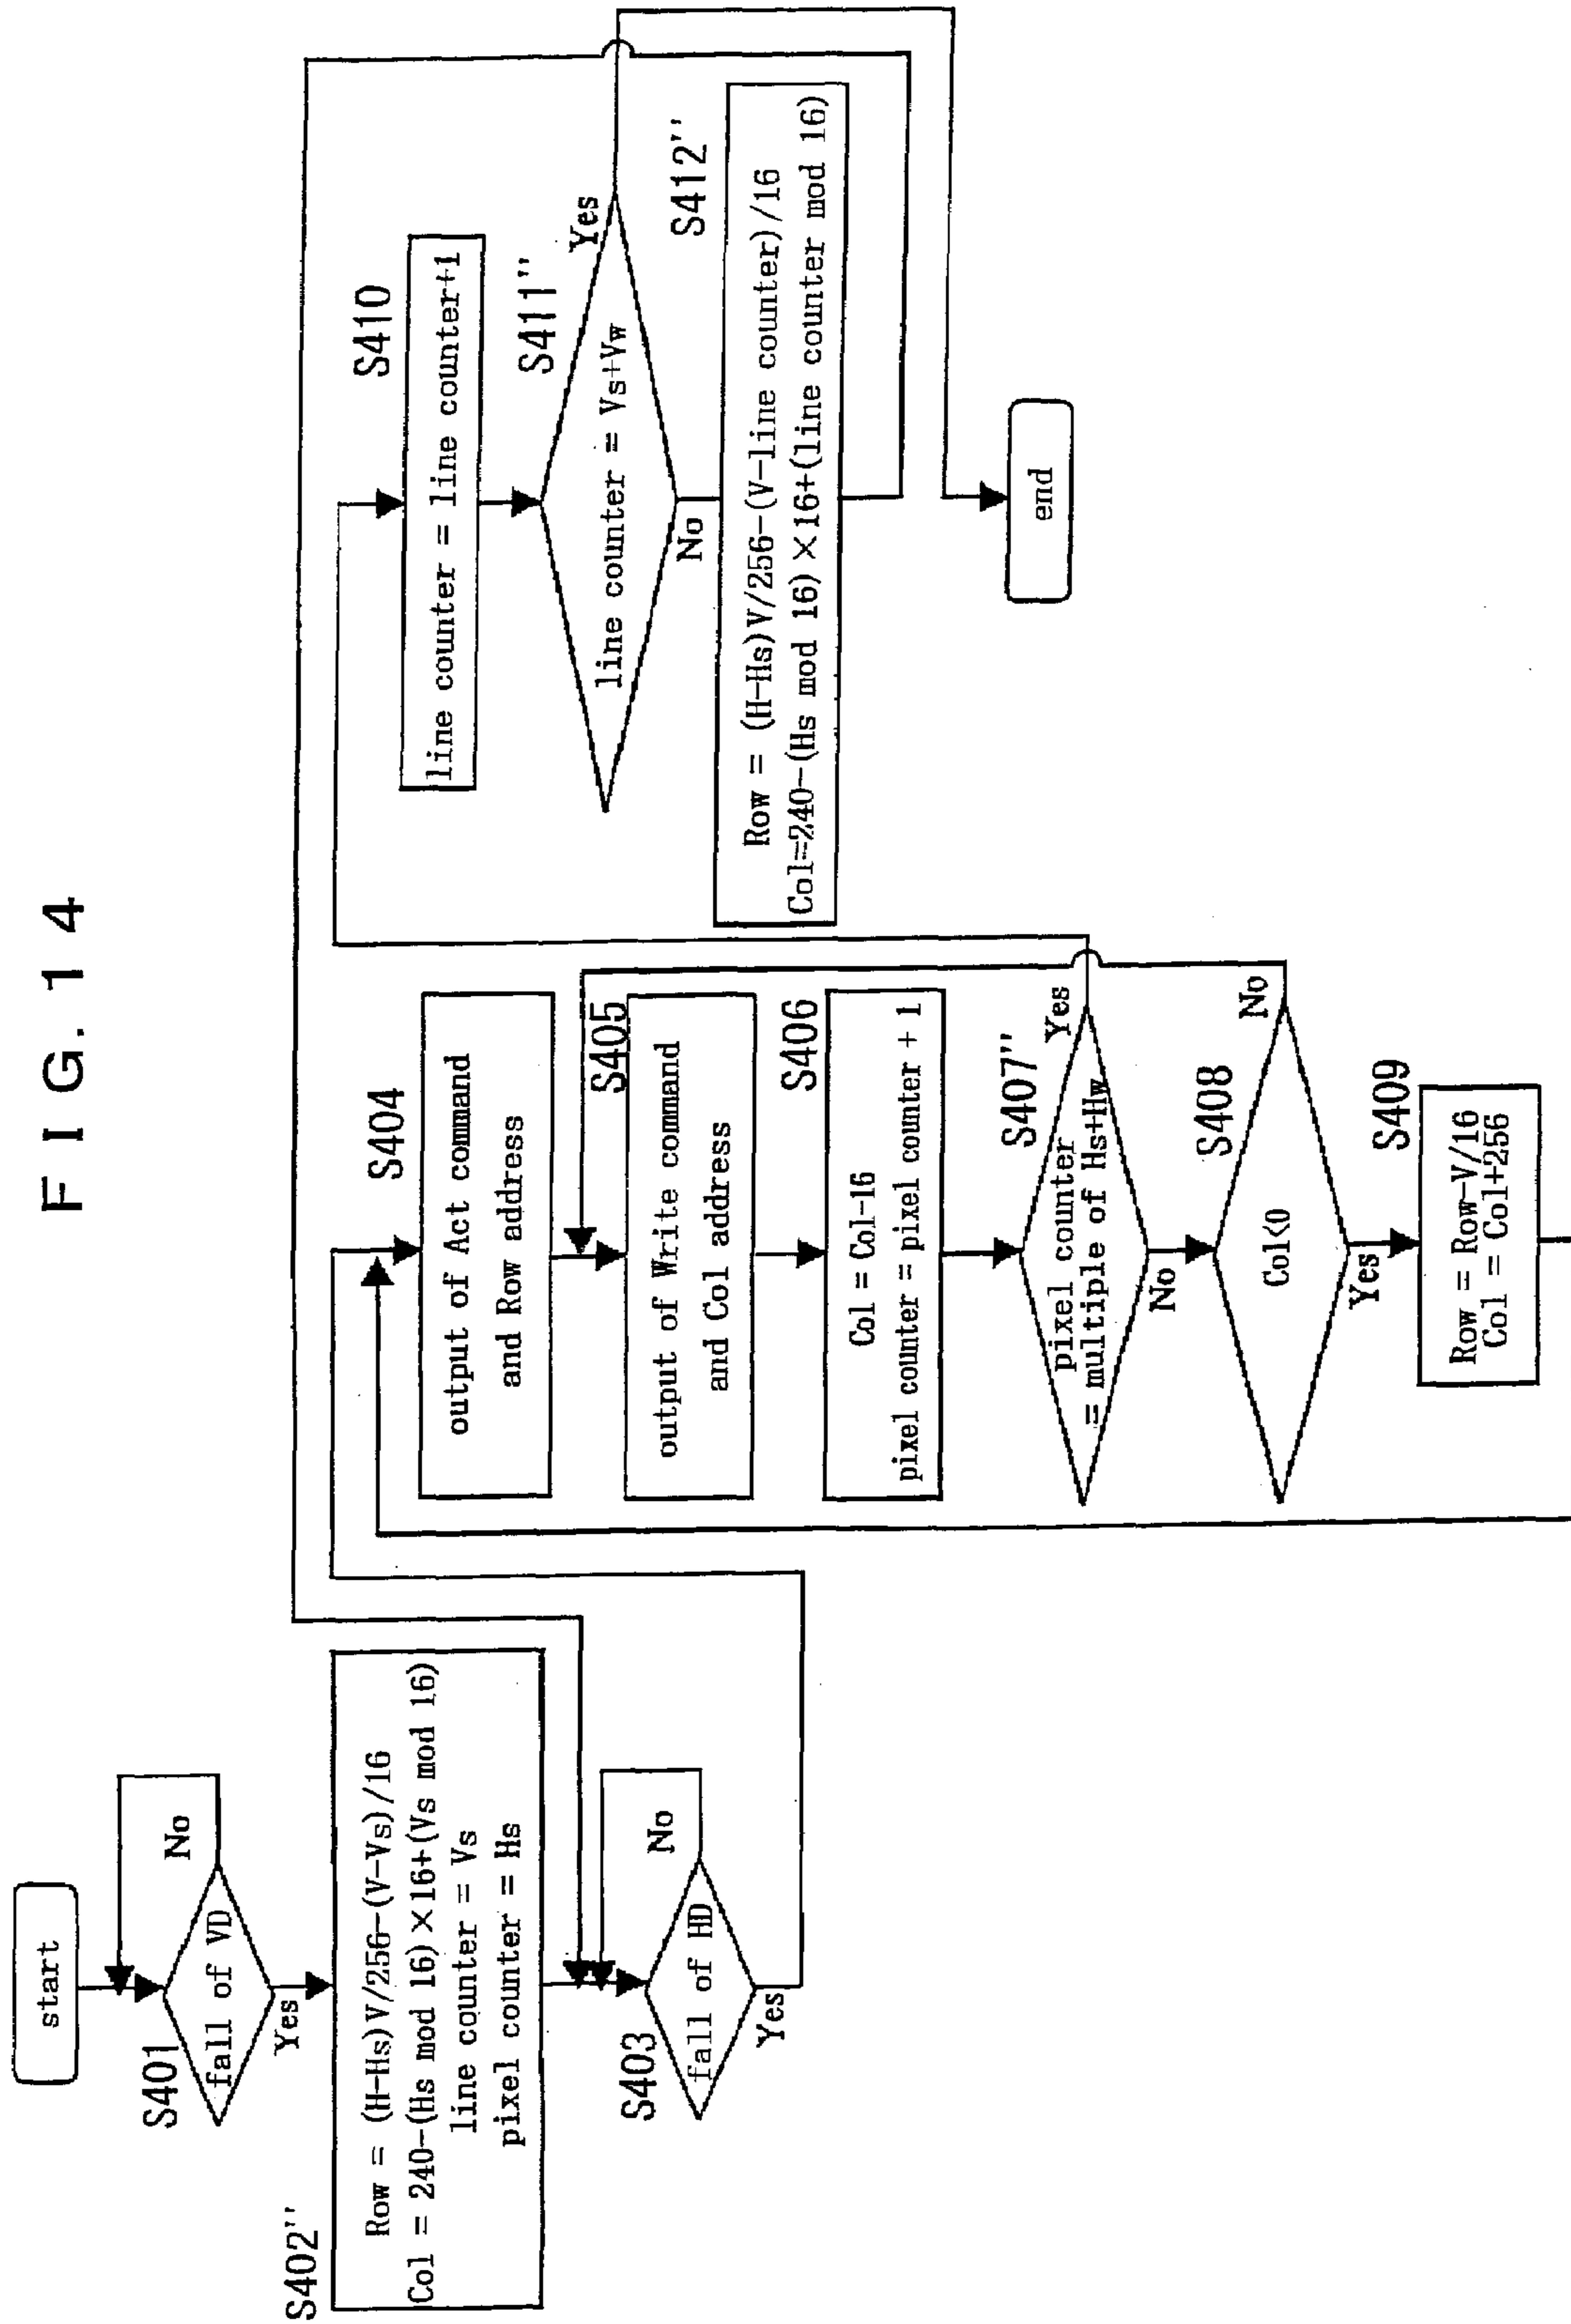 FIG. 14
start
S401
fall of VD
No
Yes
S402''
Row = (H-Hs)V/256-(V-Vs)/16
Col = 240-(Hs mod 16)×16+(Vs mod 16)
line counter = Vs
pixel counter = Hs
S403
fall of HD
No
Yes
S404
output of Act command
and Row address
S405
output of Write command
and Col address
S406
Col = Col-16
pixel counter = pixel counter + 1
S407''
pixel counter
= multiple of Hs+Hw
Yes
No
S408
Col<0
No
Yes
S409
Row = Row-V/16
Col = Col+256
S410
line counter = line counter+1
S411''
line counter = Vs+Vw
Yes
No
S412''
Row = (H-Hs)V/256-(V-line counter)/16
Col=240-(Hs mod 16)×16+(line counter mod 16)
end